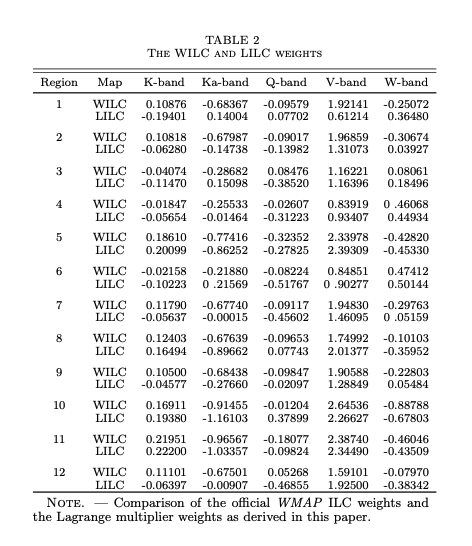 TABLE 2
The WILC and LILC weights
Region Map K-band Ka-band Q-band V-band W-band
1 WILC 0.10876 -0.68367 -0.09579 1.92141 -0.25072
LILC -0.19401 0.14004 0.07702 0.61214 0.36480
2 WILC 0.10818 -0.67987 -0.09017 1.96859 -0.30674
LILC -0.06280 -0.14738 -0.13982 1.31073 0.03927
3 WILC -0.04074 -0.28682 0.08476 1.16221 0.08061
LILC -0.11470 0.15098 -0.38520 1.16396 0.18496
4 WILC -0.01847 -0.25533 -0.02607 0.83919 0 .46068
LILC -0.05654 -0.01464 -0.31223 0.93407 0.44934
5 WILC 0.18610 -0.77416 -0.32352 2.33978 -0.42820
LILC 0.20099 -0.86252 -0.27825 2.39309 -0.45330
6 WILC -0.02158 -0.21880 -0.08224 0.84851 0.47412
LILC -0.10223 0 .21569 -0.51767 0 .90277 0.50144
7 WILC 0.11790 -0.67740 -0.09117 1.94830 -0.29763
LILC -0.05637 -0.00015 -0.45602 1.46095 0 .05159
8 WILC 0.12403 -0.67639 -0.09653 1.74992 -0.10103
LILC 0.16494 -0.89662 0.07743 2.01377 -0.35952
9 WILC 0.10500 -0.68438 -0.09847 1.90588 -0.22803
LILC -0.04577 -0.27660 -0.02097 1.28849 0.05484
10 WILC 0.16911 -0.91455 -0.01204 2.64536 -0.88788
LILC 0.19380 -1.16103 0.37899 2.26627 -0.67803
11 WILC 0.21951 -0.96567 -0.18077 2.38740 -0.46046
LILC 0.22200 -1.03357 -0.09824 2.34490 -0.43509
12 WILC 0.11101 -0.67501 0.05268 1.59101 -0.07970
LILC -0.06397 -0.00907 -0.46855 1.92500 -0.38342
Note. — Comparison of the official WMAP ILC weights and
the Lagrange multiplier weights as derived in this paper.